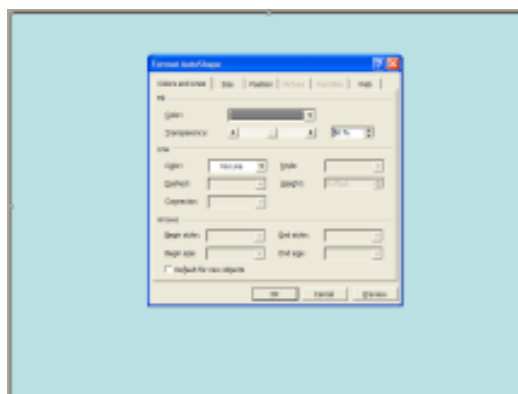 Format AutoShape
Colors and Lines Size Position Picture Text Box Web
Fill
Color:
Transparency: %
Line
Color: No Line Style:
Dashed: Weight:
Connector:
Arrows
Begin style: End style:
Begin size: End size:
Default for new objects
OK Cancel Preview